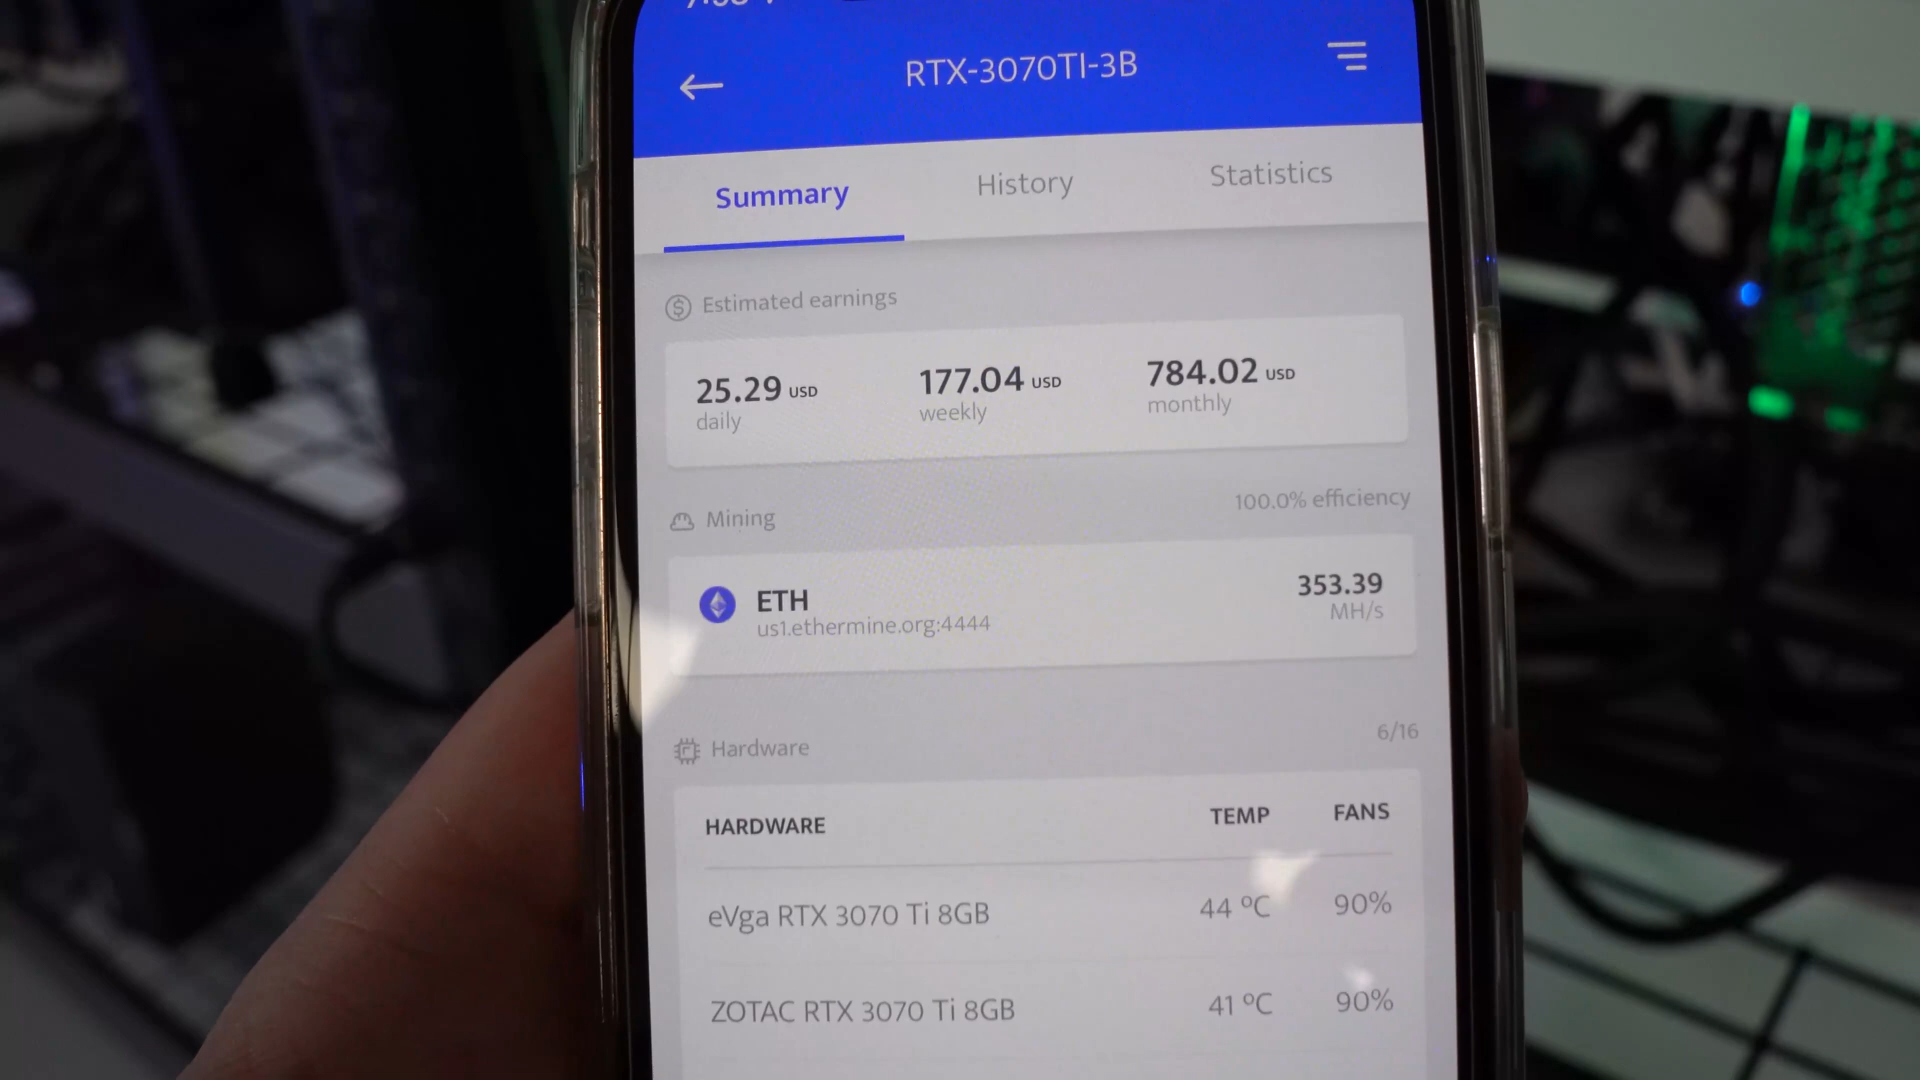 RTX-3070TI-3B
Summary History Statistics
Estimated earnings
25.29 USD 177.04 USD 784.02 USD
daily weekly monthly
Mining 100.0% efficiency
ETH 353.39
us1.ethermine.org:4444 MH/s
Hardware 6/16
HARDWARE TEMP FANS
eVga RTX 3070 Ti 8GB 44 ºC 90%
ZOTAC RTX 3070 Ti 8GB 41 ºC 90%